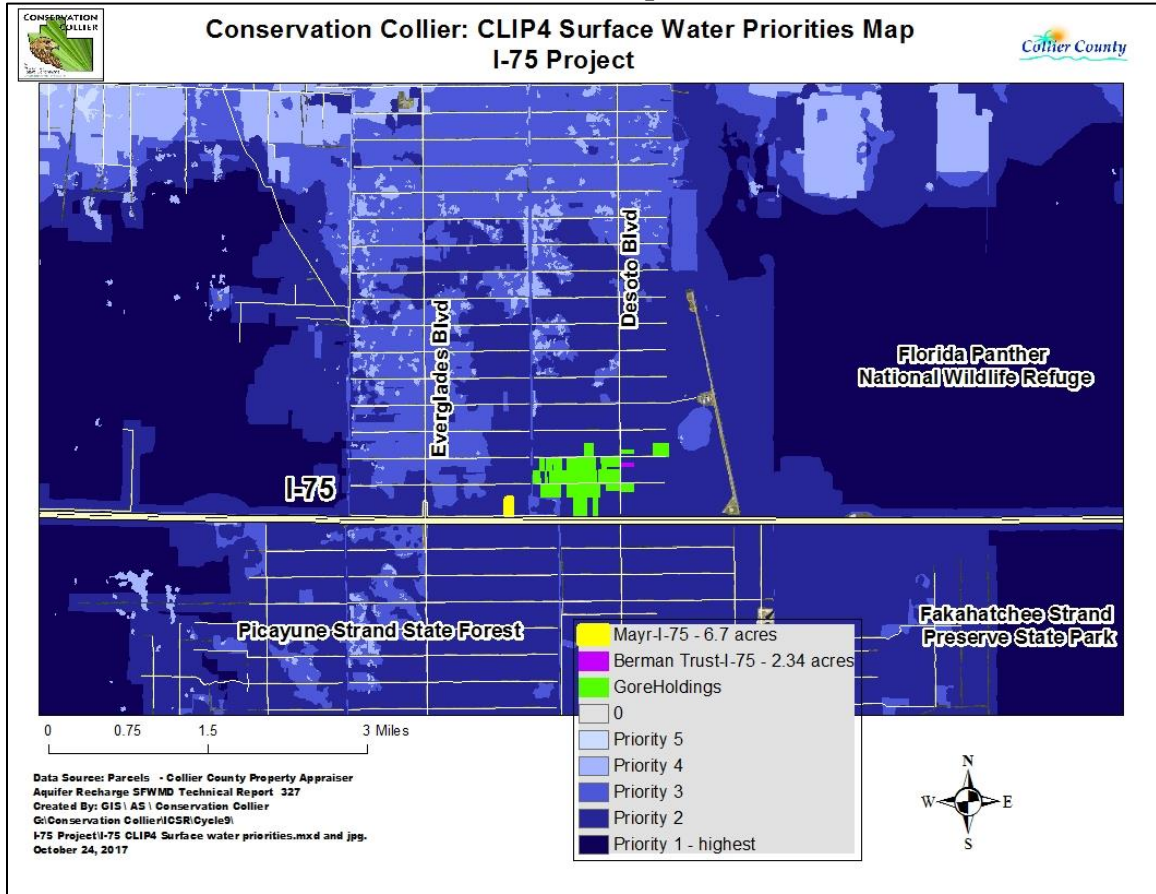 CONSERVATION
COLLIER
Conservation Collier: CLIP4 Surface Water Priorities Map
I-75 Project
Collier County
Everglades Blvd
Desoto Blvd
Florida Panther
National Wildlife Refuge
I-75
Picayune Strand State Forest
Fakahatchee Strand
Preserve State Park
Mayr-I-75 - 6.7 acres
Berman Trust-I-75 - 2.34 acres
GoreHoldings
0
Priority 5
Priority 4
Priority 3
Priority 2
Priority 1 - highest
0 0.75 1.5 3 Miles
Data Source: Parcels - Collier County Property Appraiser
Aquifer Recharge SFWMD Technical Report 327
Created By: GIS \ AS \ Conservation Collier
G:\Conservation Collier\ICSR\Cycle9\
I-75 Project\I-75 CLIP4 Surface water priorities.mxd and jpg.
October 24, 2017
N
W E
S